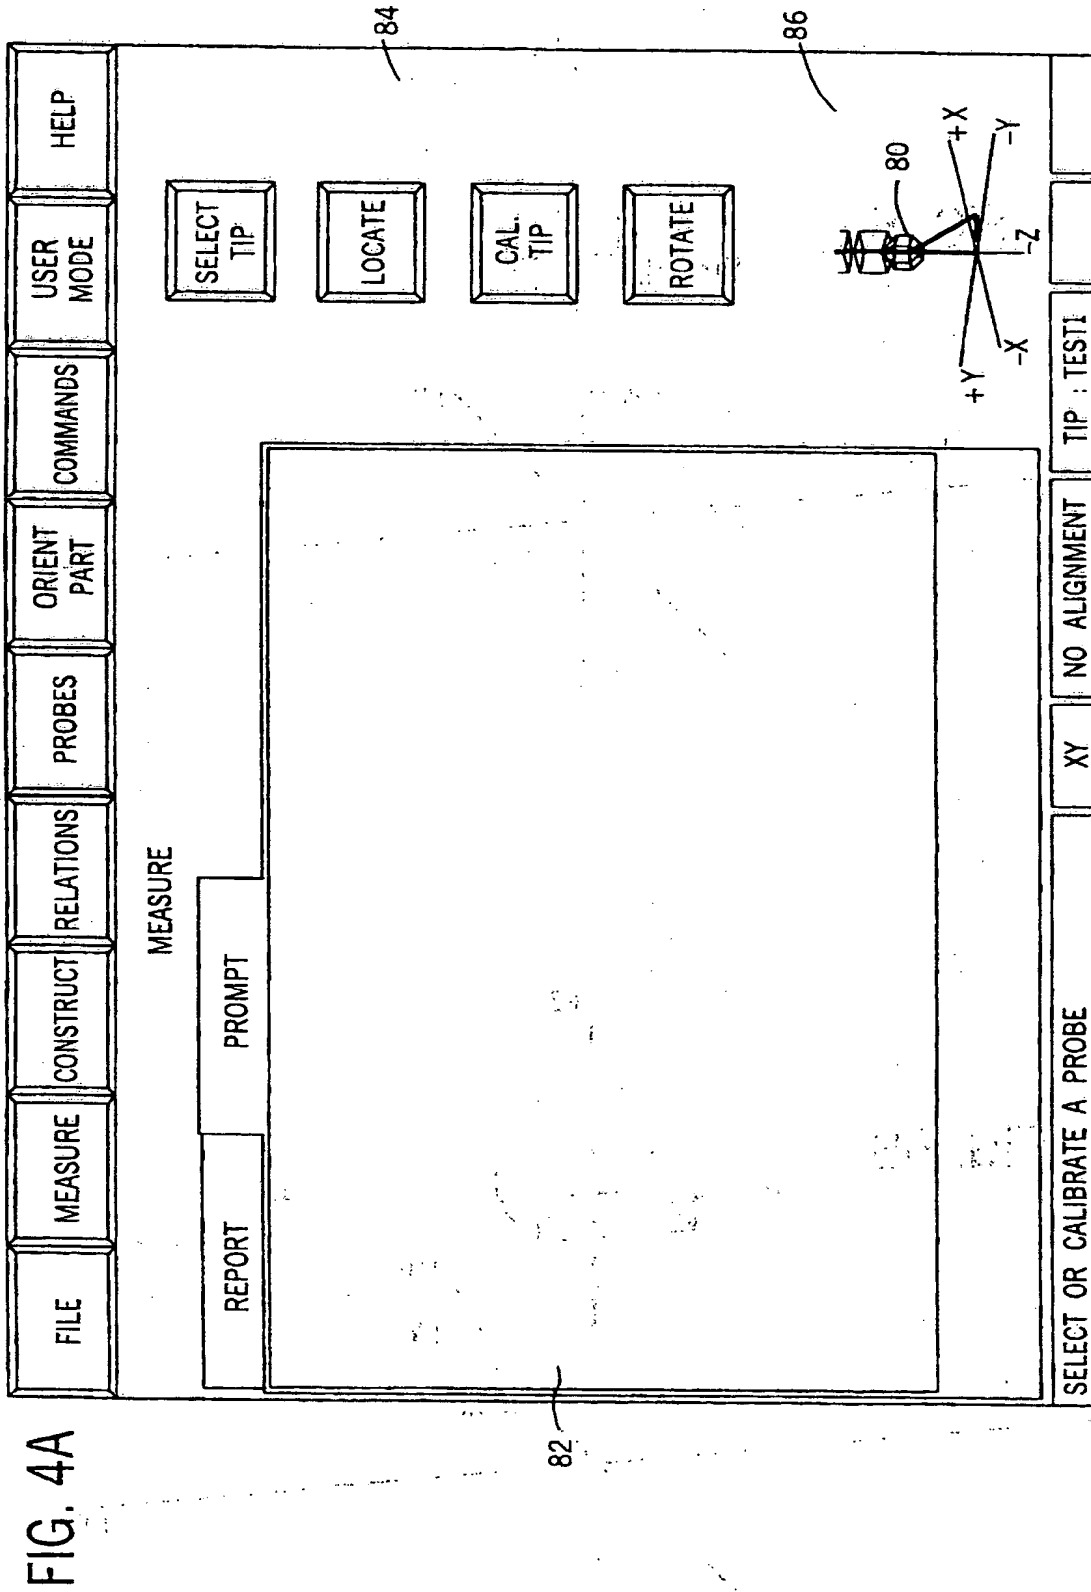 FIG. 4A
FILE
MEASURE
CONSTRUCT
RELATIONS
PROBES
ORIENT
PART
COMMANDS
USER
MODE
HELP
MEASURE
REPORT
PROMPT
SELECT
TIP
LOCATE
CAL.
TIP
ROTATE
84
86
80
82
+X
-Y
-Z
+Y
-X
SELECT OR CALIBRATE A PROBE
XY
NO ALIGNMENT
TIP : TEST1